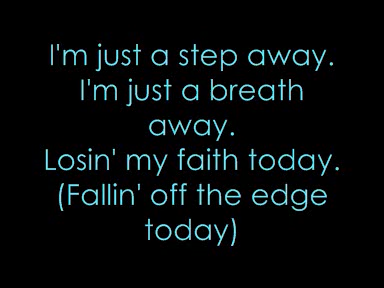 I'm just a step away.
I'm just a breath
away.
Losin' my faith today.
(Fallin' off the edge
today)